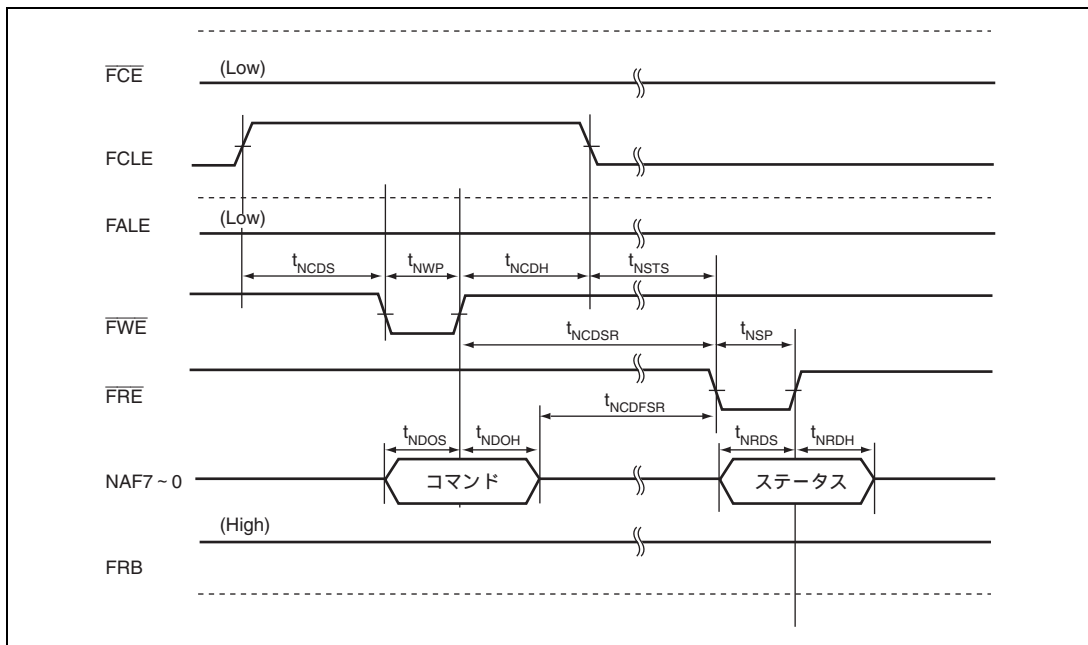 FCE (Low)
FCLE
FALE (Low)
tNCDS tNWP tNCDH tNSTS
FWE
tNCDSR tNSP
FRE
tNCDFSR
tNDOS tNDOH tNRDS tNRDH
NAF7~0 コマンド ステータス
(High)
FRB